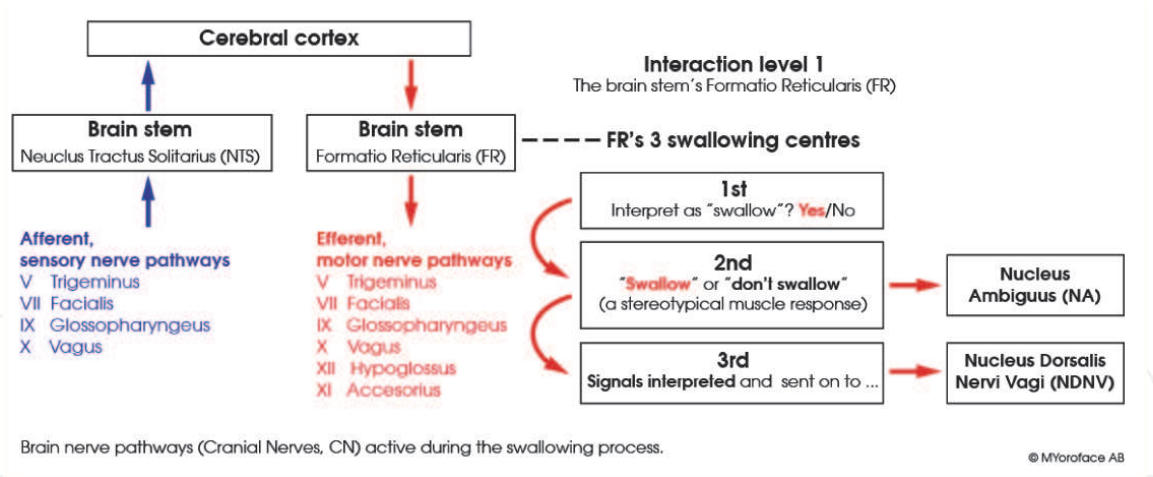 Cerebral cortex
Interaction level 1
The brain stem´s Formatio Reticularis (FR)
Brain stem
Neuclus Tractus Solitarius (NTS)
Brain stem
Formatio Reticularis (FR)
FR's 3 swallowing centres
Afferent,
sensory nerve pathways
V Trigeminus
VII Facialis
IX Glossopharyngeus
X Vagus
Efferent,
motor nerve pathways
V Trigeminus
VII Facialis
IX Glossopharyngeus
X Vagus
XII Hypoglossus
XI Accesorius
1st
Interpret as "swallow"? Yes/No
2nd
"Swallow" or "don't swallow"
(a stereotypical muscle response)
Nucleus
Ambiguus (NA)
3rd
Signals interpreted and sent on to ...
Nucleus Dorsalis
Nervi Vagi (NDNV)
Brain nerve pathways (Cranial Nerves, CN) active during the swallowing process.
© MYoroface AB